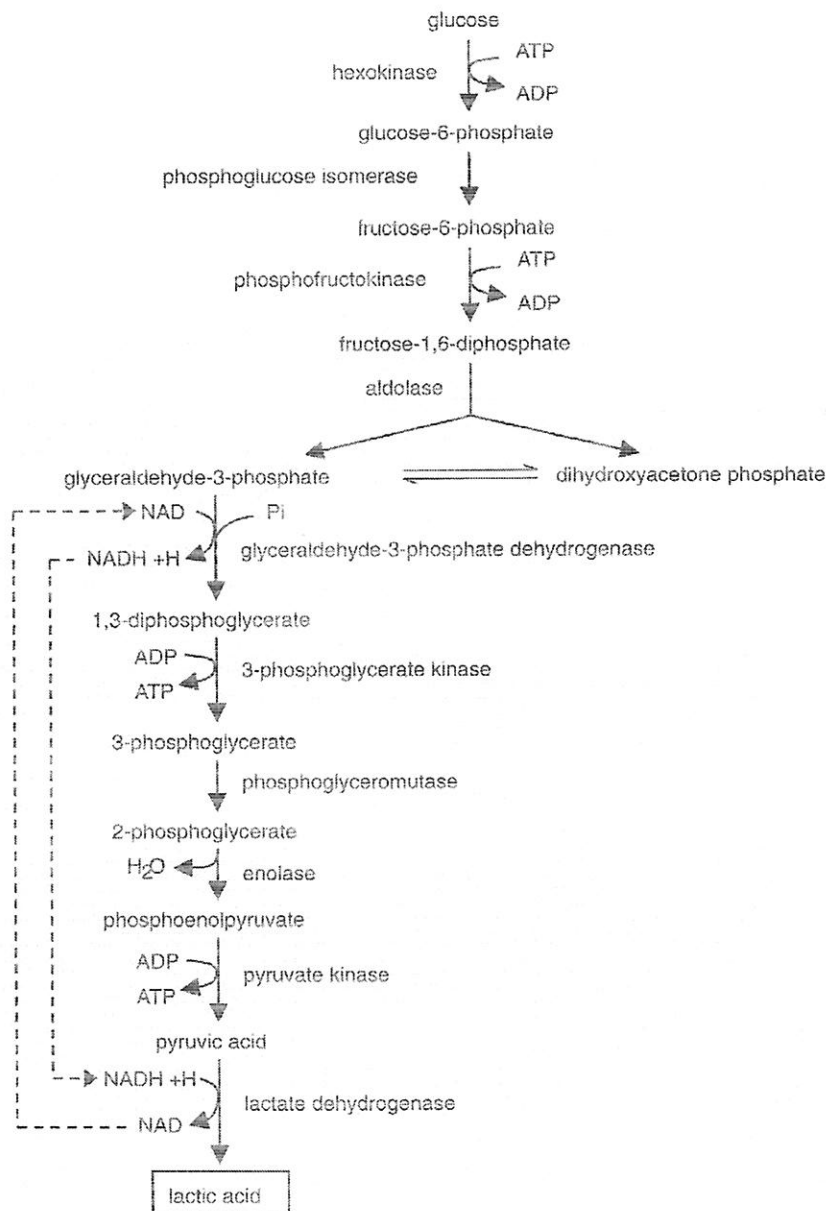 glucose
ATP
hexokinase
ADP
glucose-6-phosphate
phosphoglucose isomerase
fructose-6-phosphate
ATP
phosphofructokinase
ADP
fructose-1,6-diphosphate
aldolase
glyceraldehyde-3-phosphate
dihydroxyacetone phosphate
NAD
Pi
NADH +H
glyceraldehyde-3-phosphate dehydrogenase
1,3-diphosphoglycerate
ADP
3-phosphoglycerate kinase
ATP
3-phosphoglycerate
phosphoglyceromutase
2-phosphoglycerate
H2O
enolase
phosphoenolpyruvate
ADP
pyruvate kinase
ATP
pyruvic acid
NADH +H
lactate dehydrogenase
NAD
lactic acid